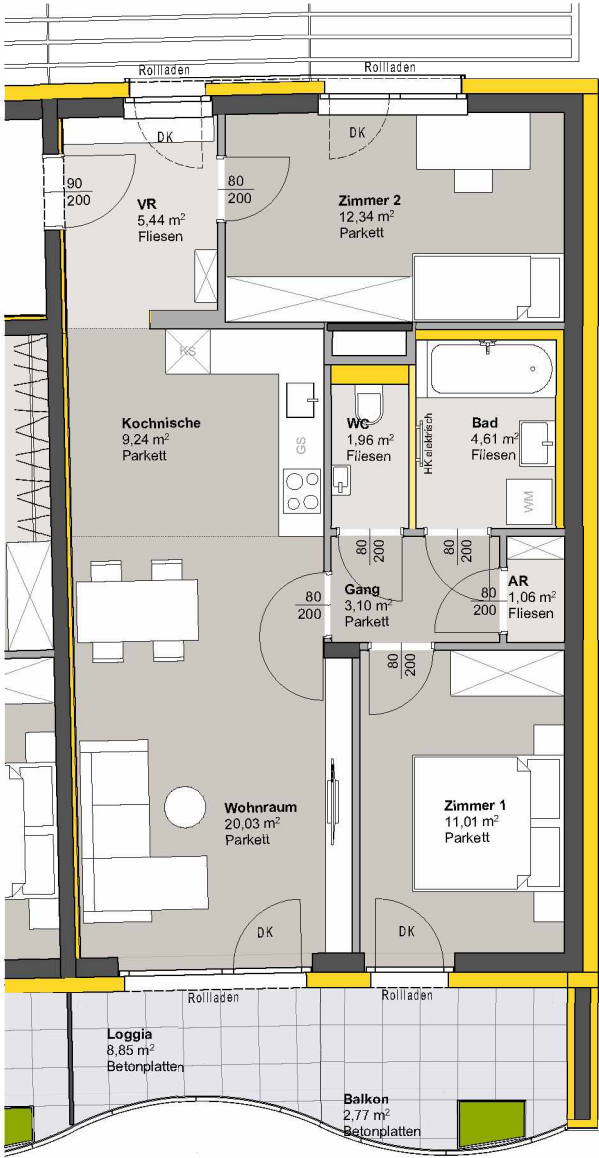 Rollladen
Rollladen
DK
DK
90
200
80
200
VR
5,44 m²
Fliesen
Zimmer 2
12,34 m²
Parkett
KS
Kochnische
9,24 m²
Parkett
GS
WC
1,96 m²
Fliesen
HK elektrisch
Bad
4,61 m²
Fliesen
WM
80
200
80
200
Gang
3,10 m²
Parkett
80
200
80
200
AR
1,06 m²
Fliesen
80
200
Wohnraum
20,03 m²
Parkett
Zimmer 1
11,01 m²
Parkett
DK
DK
Rollladen
Rollladen
Loggia
8,85 m²
Betonplatten
Balkon
2,77 m²
Betonplatten